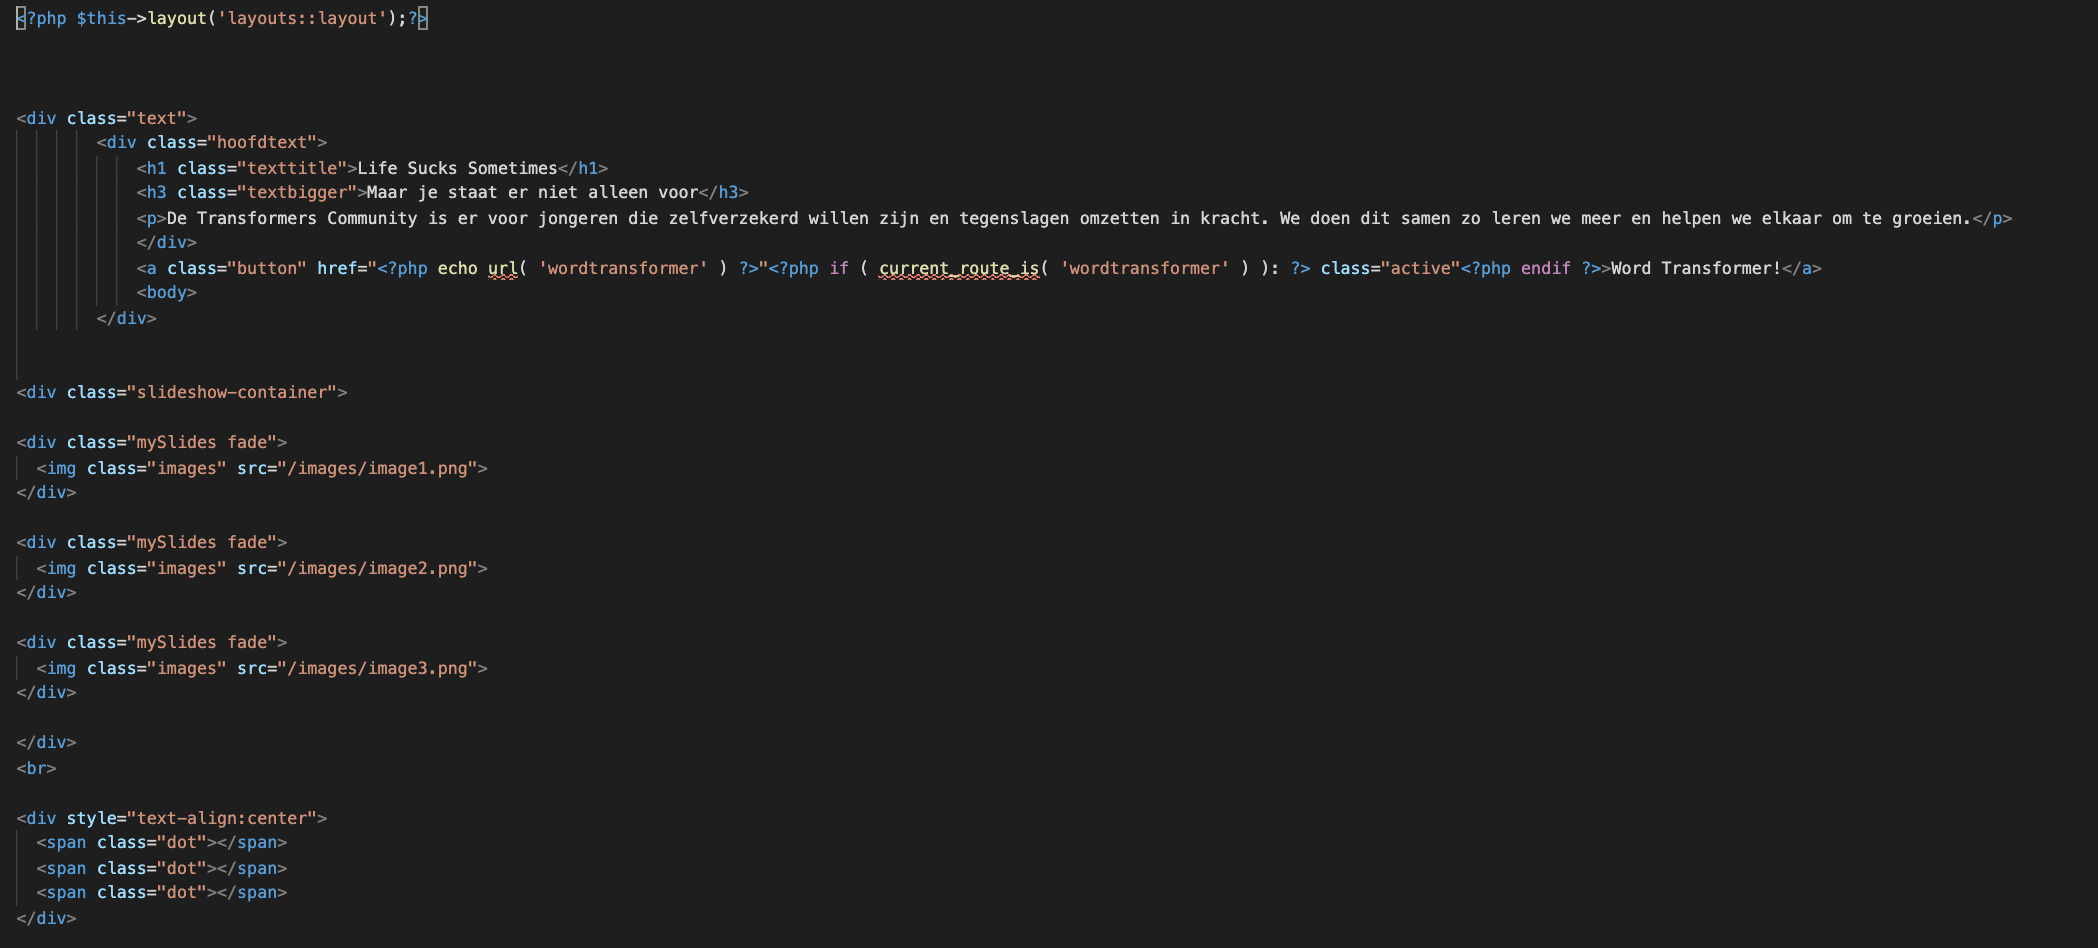 <?php $this->layout('layouts::layout');?>
<div class="text">
<div class="hoofdtext">
<h1 class="texttitle">Life Sucks Sometimes</h1>
<h3 class="textbigger">Maar je staat er niet alleen voor</h3>
<p>De Transformers Community is er voor jongeren die zelfverzekerd willen zijn en tegenslagen omzetten in kracht. We doen dit samen zo leren we meer en helpen we elkaar om te groeien.</p>
</div>
<a class="button" href="<?php echo url( 'wordtransformer' ) ?>"<?php if ( current_route_is( 'wordtransformer' ) ): ?> class="active"<?php endif ?>>Word Transformer!</a>
<body>
</div>
<div class="slideshow-container">
<div class="mySlides fade">
<img class="images" src="/images/image1.png">
</div>
<div class="mySlides fade">
<img class="images" src="/images/image2.png">
</div>
<div class="mySlides fade">
<img class="images" src="/images/image3.png">
</div>
</div>
<br>
<div style="text-align:center">
<span class="dot"></span>
<span class="dot"></span>
<span class="dot"></span>
</div>